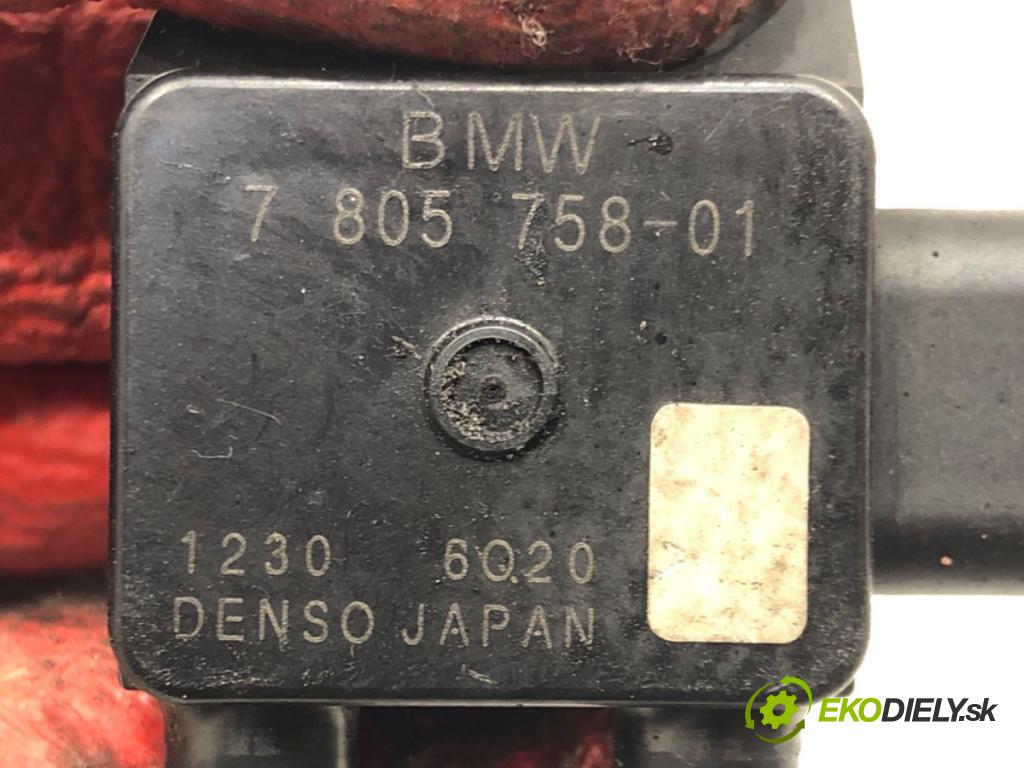 BMW
7 805 758-01
1230 6Q20
DENSO JAPAN
EKODIELY.sk